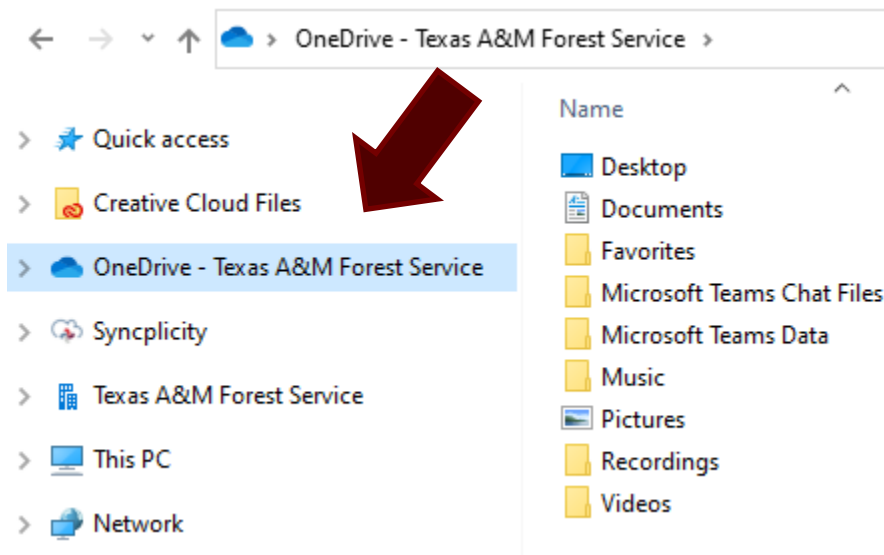 OneDrive - Texas A&M Forest Service
Quick access
Creative Cloud Files
OneDrive - Texas A&M Forest Service
Syncplicity
Texas A&M Forest Service
This PC
Network
Name
Desktop
Documents
Favorites
Microsoft Teams Chat Files
Microsoft Teams Data
Music
Pictures
Recordings
Videos